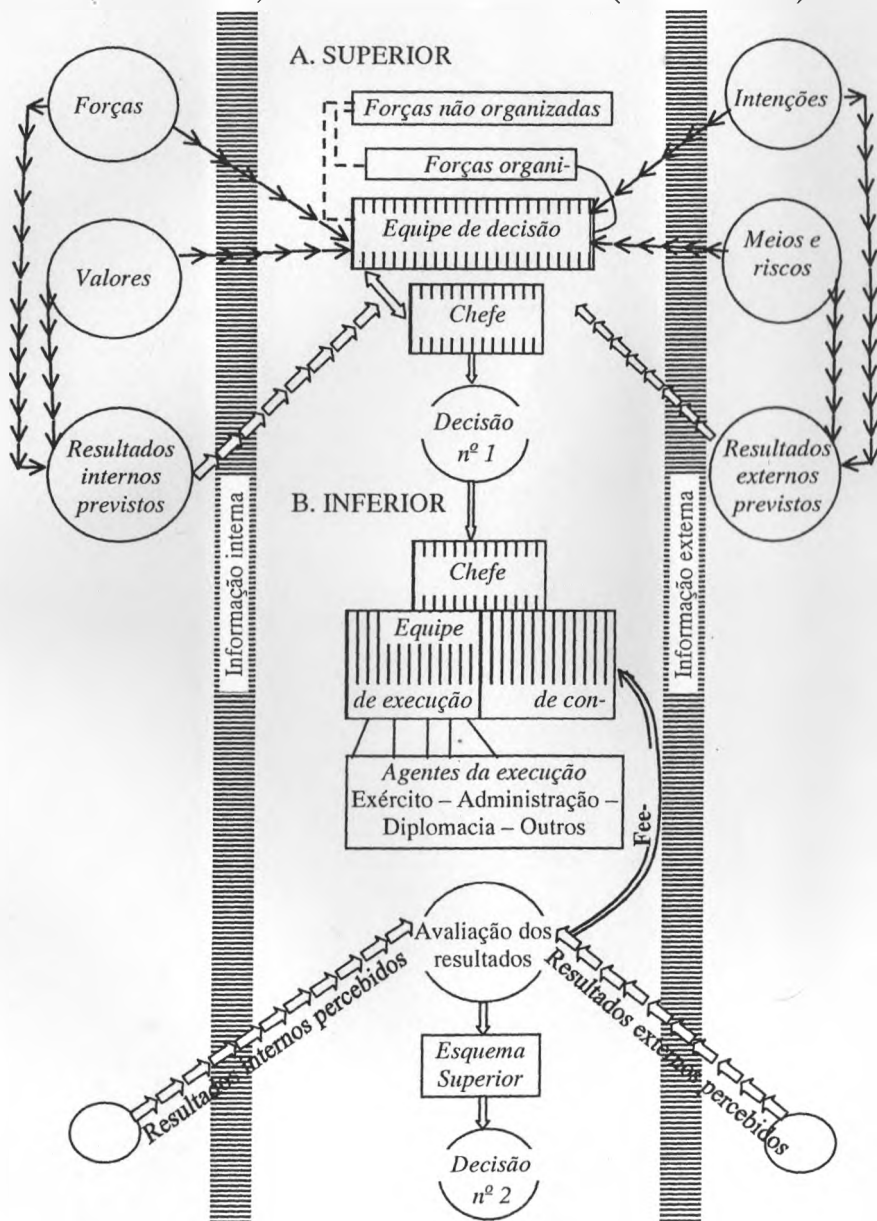 A. SUPERIOR
Forças
Forças não organizadas
Intenções
Forças organi-
Equipe de decisão
Valores
Meios e
riscos
Chefe
Decisão
nº 1
Resultados
internos
previstos
Resultados
externos
previstos
B. INFERIOR
Informação interna
Informação externa
Chefe
Equipe
de execução
de con-
Agentes da execução
Exército – Administração –
Diplomacia – Outros
Fee-
Avaliação dos
resultados
Resultados internos percebidos
Resultados externos percebidos
Esquema
Superior
Decisão
nº 2